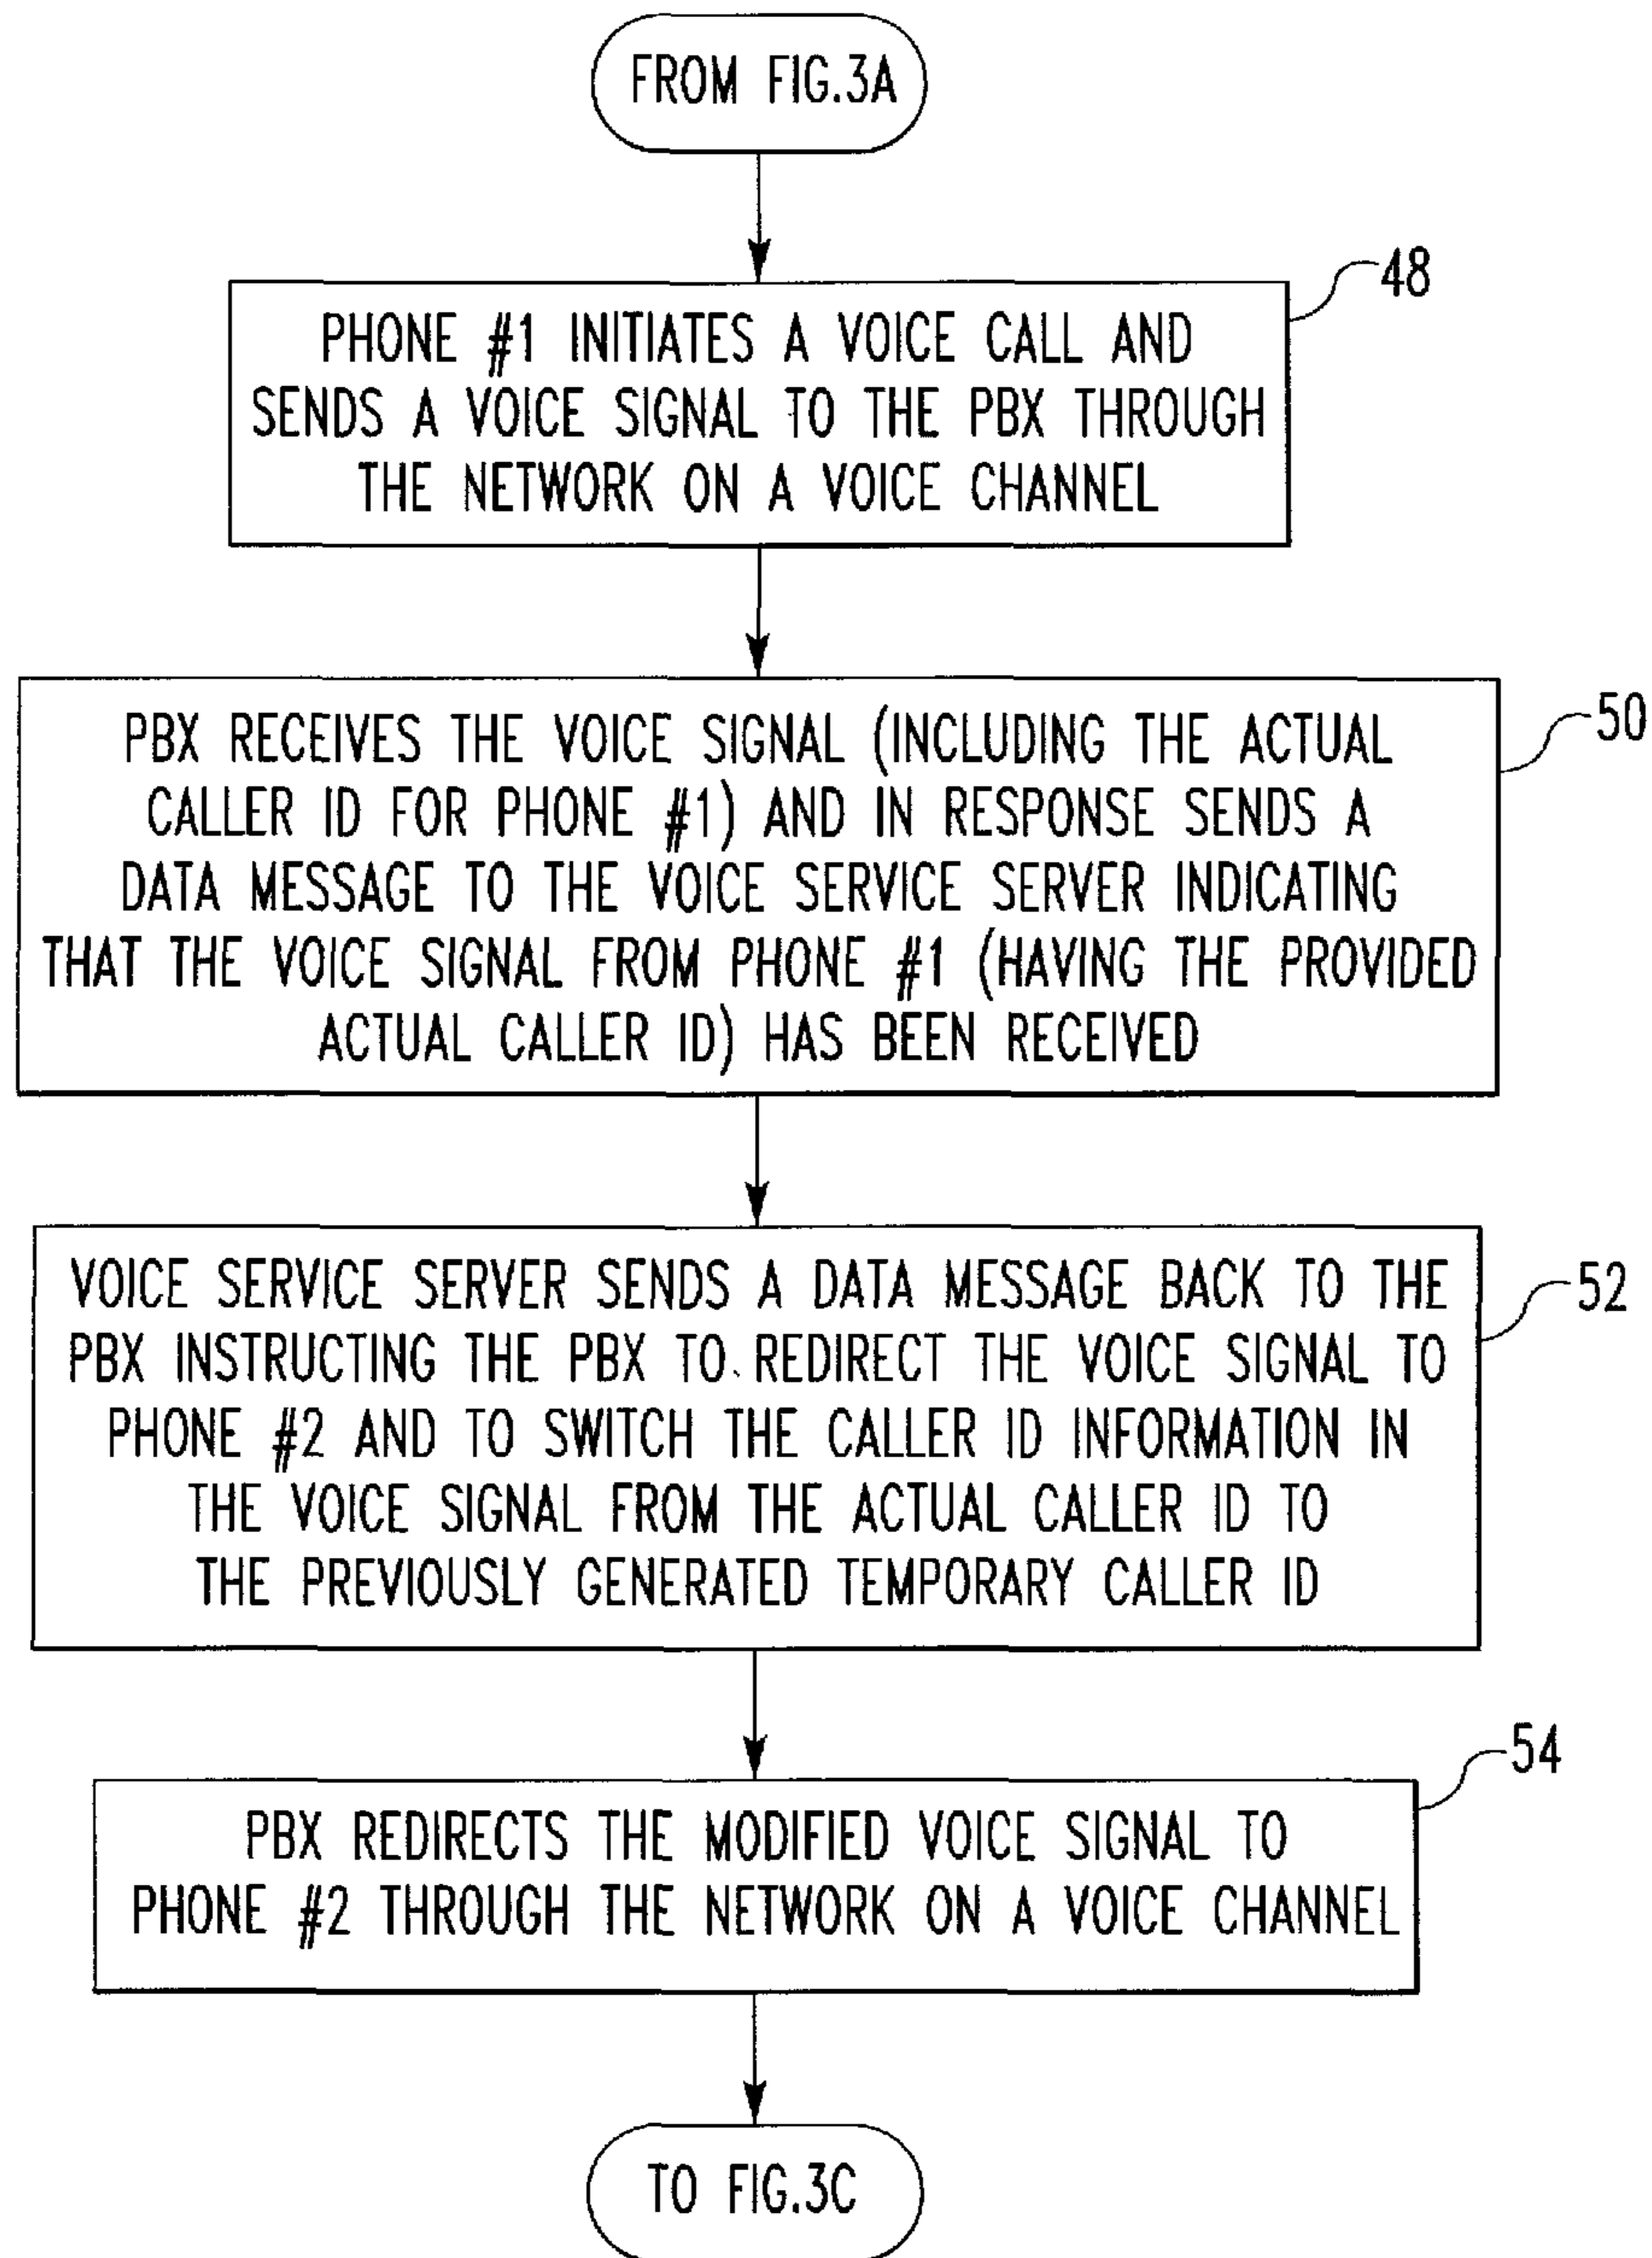 FROM FIG.3A
48
PHONE #1 INITIATES A VOICE CALL AND
SENDS A VOICE SIGNAL TO THE PBX THROUGH
THE NETWORK ON A VOICE CHANNEL
50
PBX RECEIVES THE VOICE SIGNAL (INCLUDING THE ACTUAL
CALLER ID FOR PHONE #1) AND IN RESPONSE SENDS A
DATA MESSAGE TO THE VOICE SERVICE SERVER INDICATING
THAT THE VOICE SIGNAL FROM PHONE #1 (HAVING THE PROVIDED
ACTUAL CALLER ID) HAS BEEN RECEIVED
52
VOICE SERVICE SERVER SENDS A DATA MESSAGE BACK TO THE
PBX INSTRUCTING THE PBX TO REDIRECT THE VOICE SIGNAL TO
PHONE #2 AND TO SWITCH THE CALLER ID INFORMATION IN
THE VOICE SIGNAL FROM THE ACTUAL CALLER ID TO
THE PREVIOUSLY GENERATED TEMPORARY CALLER ID
54
PBX REDIRECTS THE MODIFIED VOICE SIGNAL TO
PHONE #2 THROUGH THE NETWORK ON A VOICE CHANNEL
TO FIG.3C